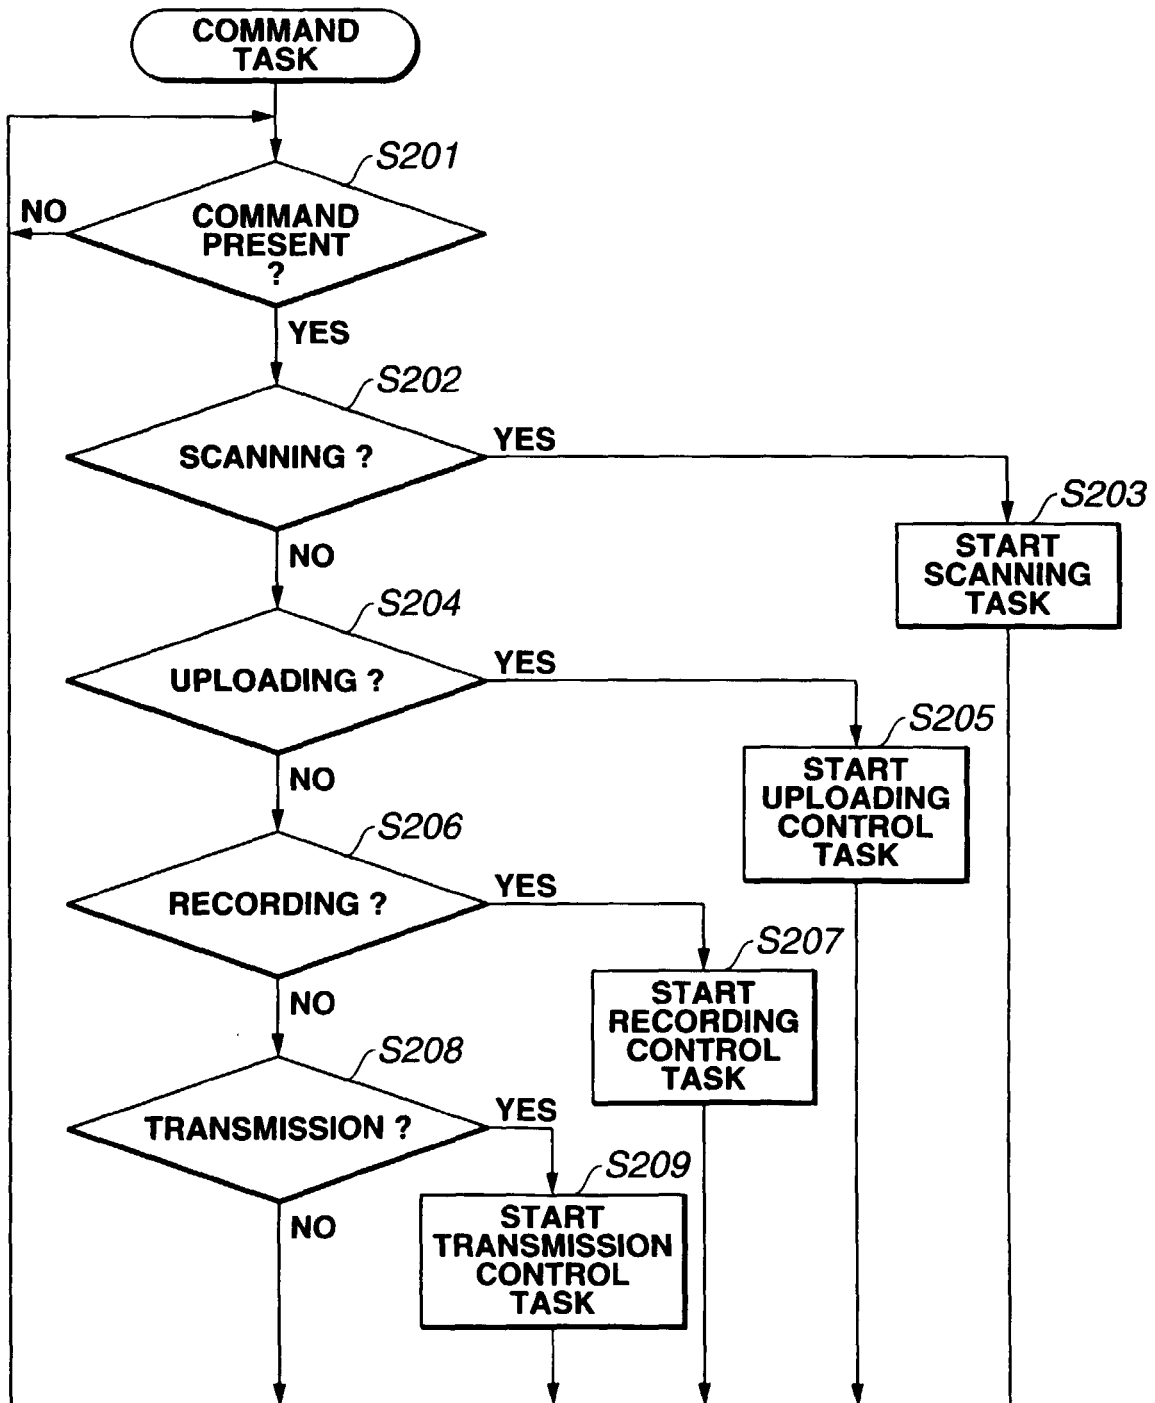 COMMAND
TASK
S201
NO
COMMAND
PRESENT
?
YES
S202
SCANNING ?
YES
S203
START
SCANNING
TASK
NO
S204
UPLOADING ?
YES
S205
START
UPLOADING
CONTROL
TASK
NO
S206
RECORDING ?
YES
S207
START
RECORDING
CONTROL
TASK
NO
S208
TRANSMISSION ?
YES
S209
START
TRANSMISSION
CONTROL
TASK
NO